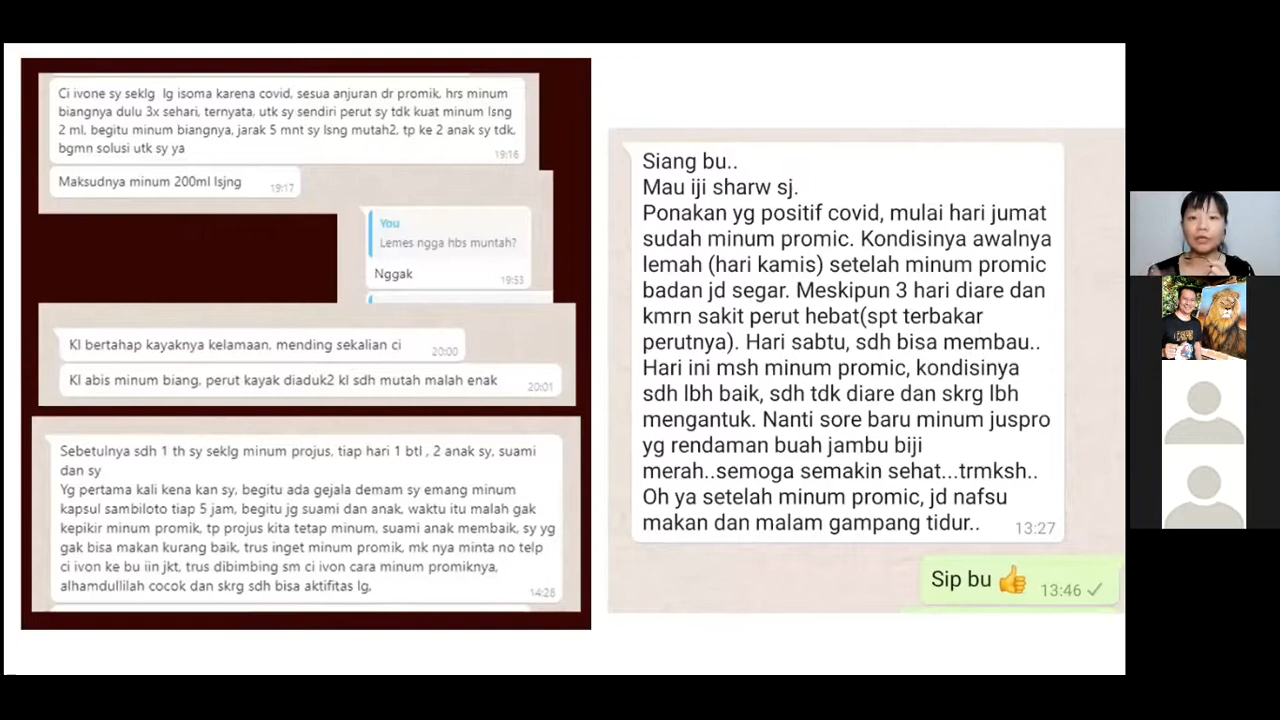 Ci ivone sy seklg lg isoma karena covid, sesua anjuran dr promik, hrs minum
biangnya dulu 3x sehari, ternyata, utk sy sendiri perut sy tdk kuat minum lsng
2 ml, begitu minum biangnya, jarak 5 mnt sy lsng mutah2, tp ke 2 anak sy tdk,
bgmn solusi utk sy ya
19:16
Maksudnya minum 200ml lsjng
19:17
You
Lemes ngga hbs muntah?
Nggak
19:53
Kl bertahap kayaknya kelamaan, mending sekalian ci
20:00
Kl abis minum biang, perut kayak diaduk2 kl sdh mutah malah enak
20:01
Sebetulnya sdh 1 th sy seklg minum projus, tiap hari 1 btl , 2 anak sy, suami
dan sy
Yg pertama kali kena kan sy, begitu ada gejala demam sy emang minum
kapsul sambiloto tiap 5 jam, begitu jg suami dan anak, waktu itu malah gak
kepikir minum promik, tp projus kita tetap minum, suami anak membaik, sy yg
gak bisa makan kurang baik, trus inget minum promik, mk nya minta no telp
ci ivon ke bu iin jkt, trus dibimbing sm ci ivon cara minum promiknya,
alhamdullilah cocok dan skrg sdh bisa aktifitas lg,
14:28
Siang bu..
Mau iji sharw sj.
Ponakan yg positif covid, mulai hari jumat
sudah minum promic. Kondisinya awalnya
lemah (hari kamis) setelah minum promic
badan jd segar. Meskipun 3 hari diare dan
kmrn sakit perut hebat(spt terbakar
perutnya). Hari sabtu, sdh bisa membau..
Hari ini msh minum promic, kondisinya
sdh lbh baik, sdh tdk diare dan skrg lbh
mengantuk. Nanti sore baru minum juspro
yg rendaman buah jambu biji
merah..semoga semakin sehat...trmksh..
Oh ya setelah minum promic, jd nafsu
makan dan malam gampang tidur..
13:27
Sip bu 👍
13:46